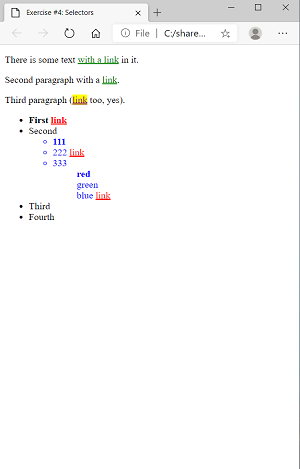 Exercise #4: Selectors
File
C:/share...
There is some text with a link in it.
Second paragraph with a link.
Third paragraph (link too, yes).
First link
Second
111
222 link
333
red
green
blue link
Third
Fourth